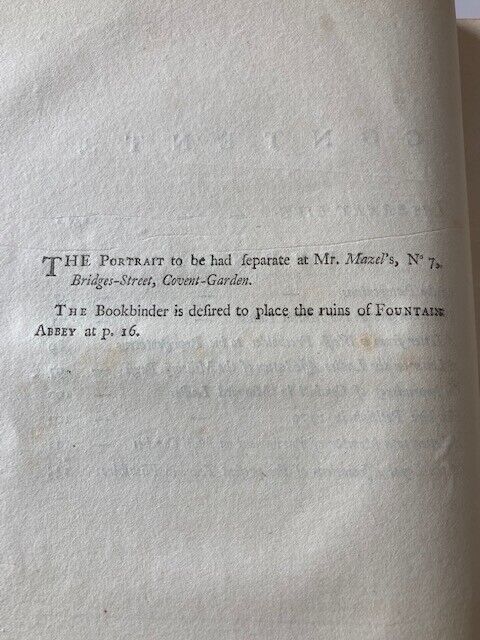 THE PORTRAIT to be had ſeparate at Mr. Mazel's, No 7,
Bridges-Street, Covent-Garden.
THE Bookbinder is deſired to place the ruins of FOUNTAINE
ABBEY at p. 16.